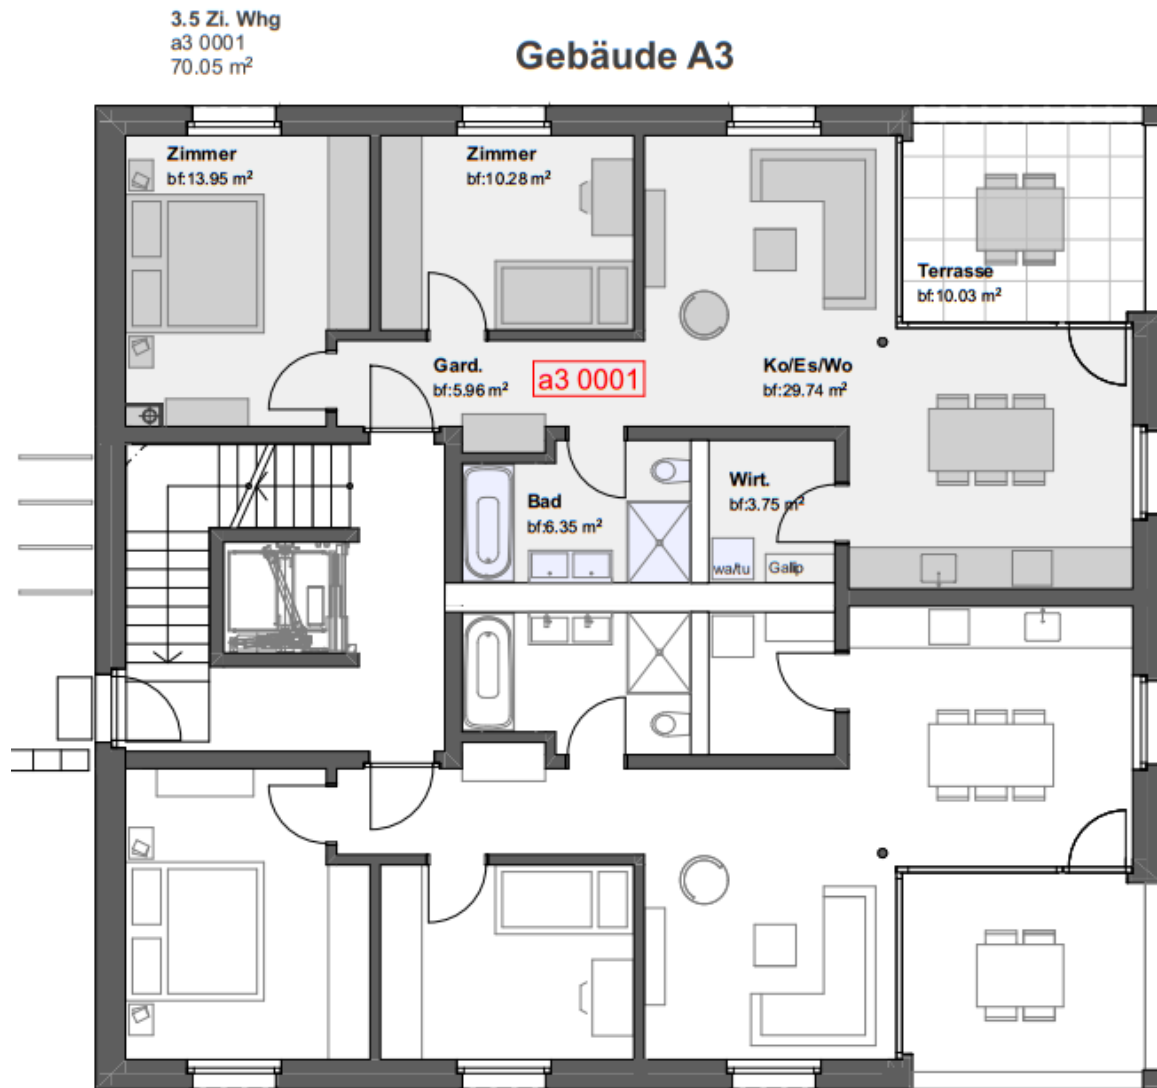 3.5 Zi. Whg
a3 0001
70.05 m²
Gebäude A3
Zimmer
bf:13.95 m²
Zimmer
bf:10.28 m²
Terrasse
bf:10.03 m²
Gard.
bf:5.96 m²
a3 0001
Ko/Es/Wo
bf:29.74 m²
Bad
bf:6.35 m²
Wirt.
bf:3.75 m²
wa/tu
Gallip